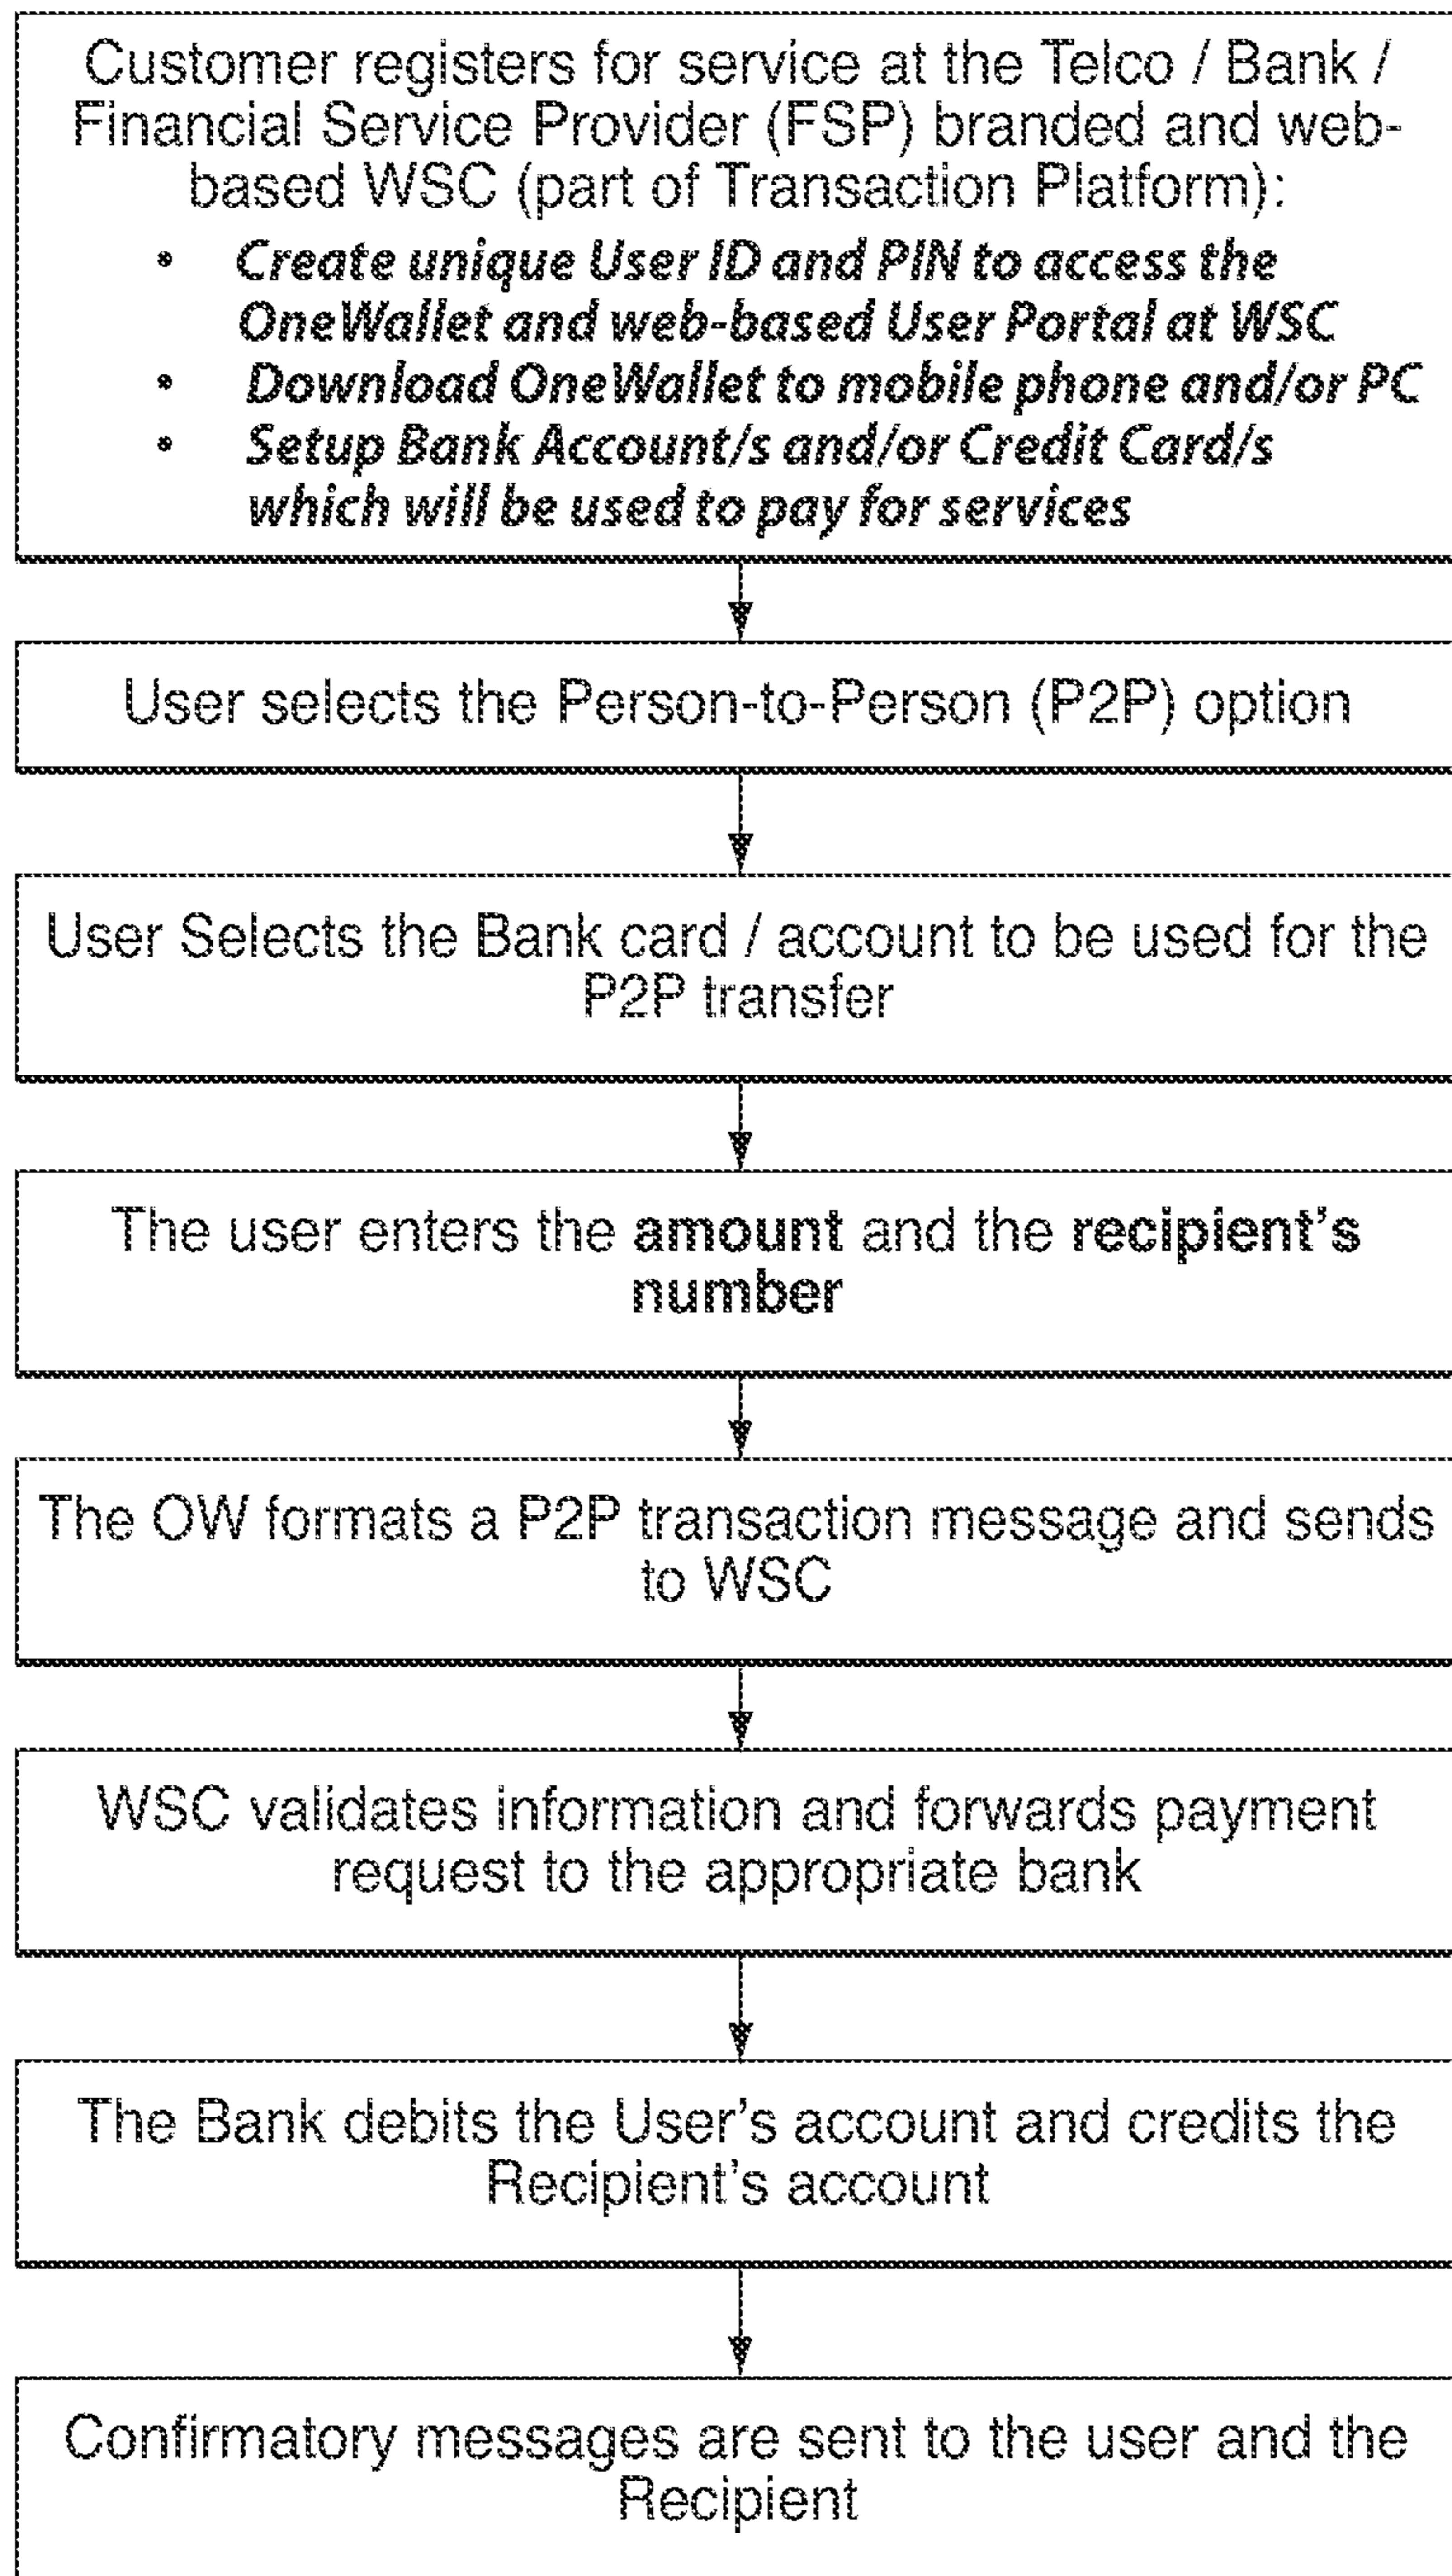 Customer registers for service at the Telco / Bank /
Financial Service Provider (FSP) branded and web-
based WSC (part of Transaction Platform):
• Create unique User ID and PIN to access the
OneWallet and web-based User Portal at WSC
• Download OneWallet to mobile phone and/or PC
• Setup Bank Account/s and/or Credit Card/s
which will be used to pay for services
User selects the Person-to-Person (P2P) option
User Selects the Bank card / account to be used for the
P2P transfer
The user enters the amount and the recipient's
number
The OW formats a P2P transaction message and sends
to WSC
WSC validates information and forwards payment
request to the appropriate bank
The Bank debits the User's account and credits the
Recipient's account
Confirmatory messages are sent to the user and the
Recipient